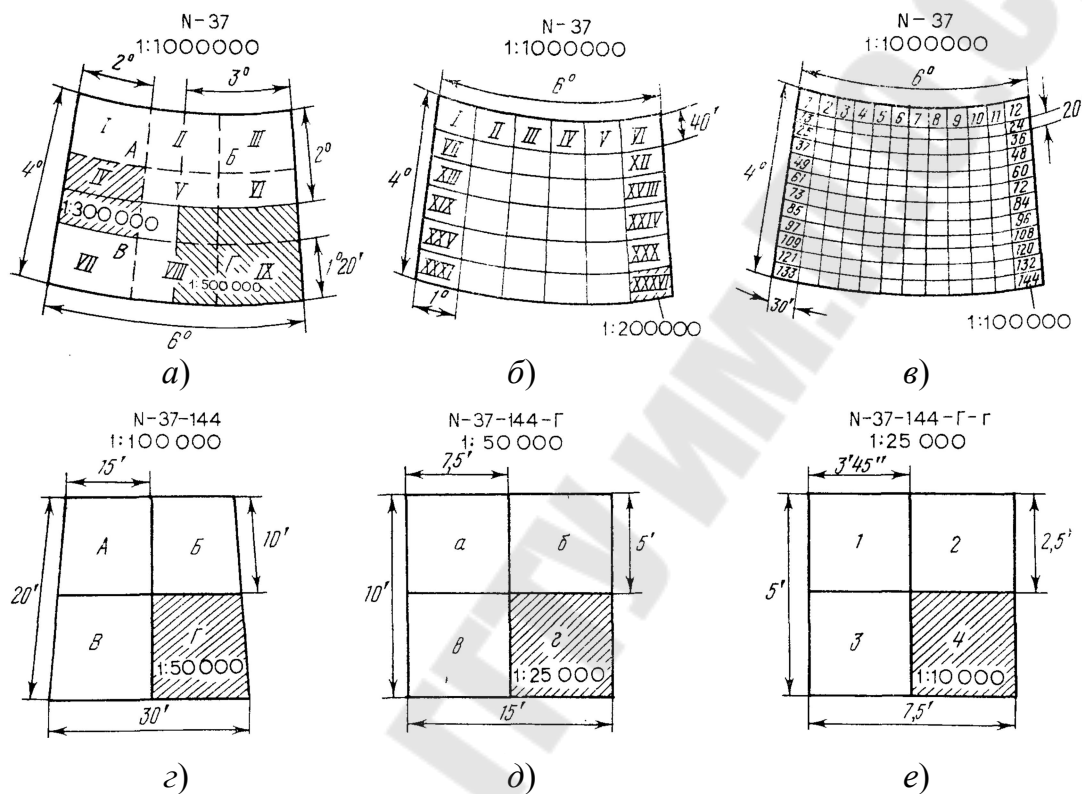 N-37
1:1000000
2°
3°
4°
2°
I
II
III
А
Б
IV
V
VI
1:300 000
В
Г
VII
VIII
IX
1:500 000
1°20'
6°
а)
N-37
1:1000000
6°
40'
4°
I
II
III
IV
V
VI
VII
XII
XIII
XVIII
XIX
XXIV
XXV
XXX
XXXI
XXXVI
1°
1:200000
б)
N-37
1:1000000
6°
20
4°
1 2 3 4 5 6 7 8 9 10 11 12
13 24
25 36
37 48
49 60
61 72
73 84
85 96
97 108
109 120
121 132
133 144
30'
1:100000
в)
N-37-144
1:100 000
15'
20'
10'
А
Б
В
Г
1:50 000
30'
г)
N-37-144-Г
1:50 000
7,5'
10'
5'
а
б
в
г
1:25 000
15'
д)
N-37-144-Г-г
1:25 000
3'45"
5'
2,5'
1
2
3
4
1:10 000
7,5'
е)